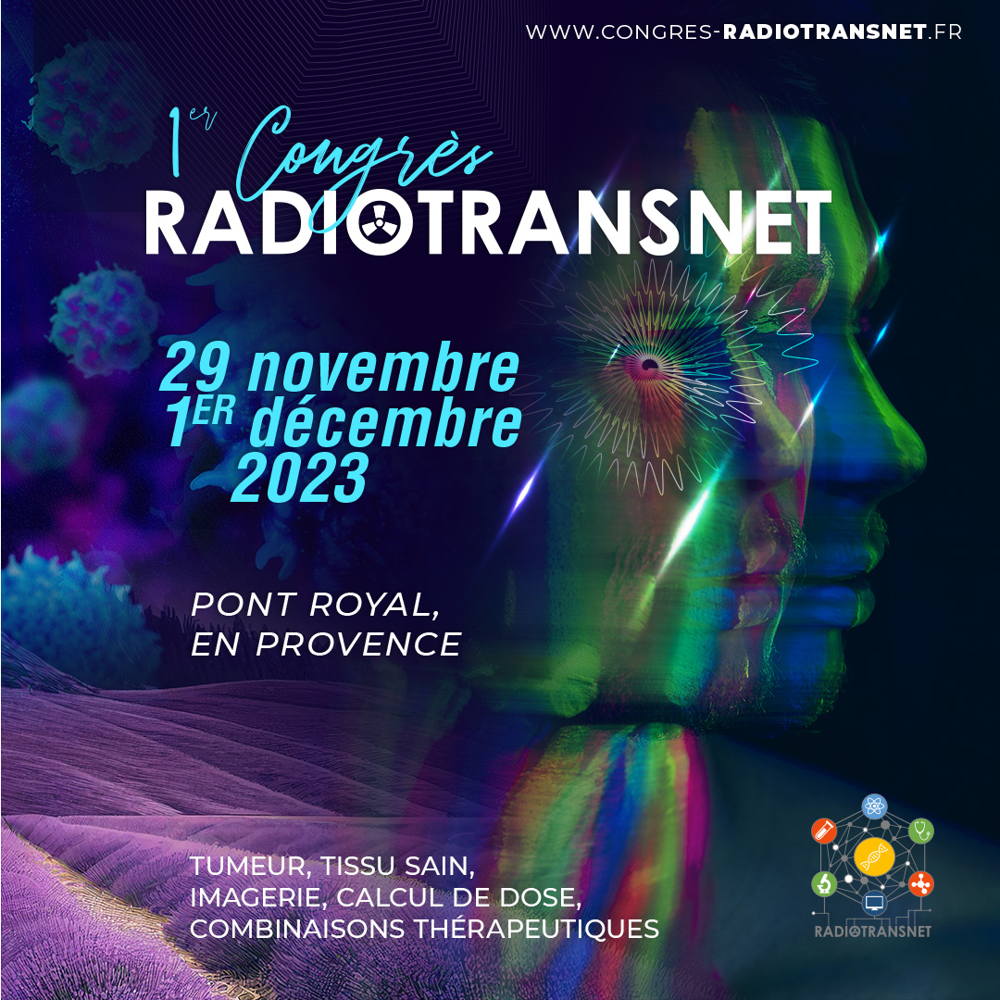 WWW.CONGRES-RADIOTRANSNET.FR
1er Congrès
RADIOTRANSNET
29 novembre
1ER décembre
2023
PONT ROYAL,
EN PROVENCE
TUMEUR, TISSU SAIN,
IMAGERIE, CALCUL DE DOSE,
COMBINAISONS THÉRAPEUTIQUES
RADIOTRANSNET